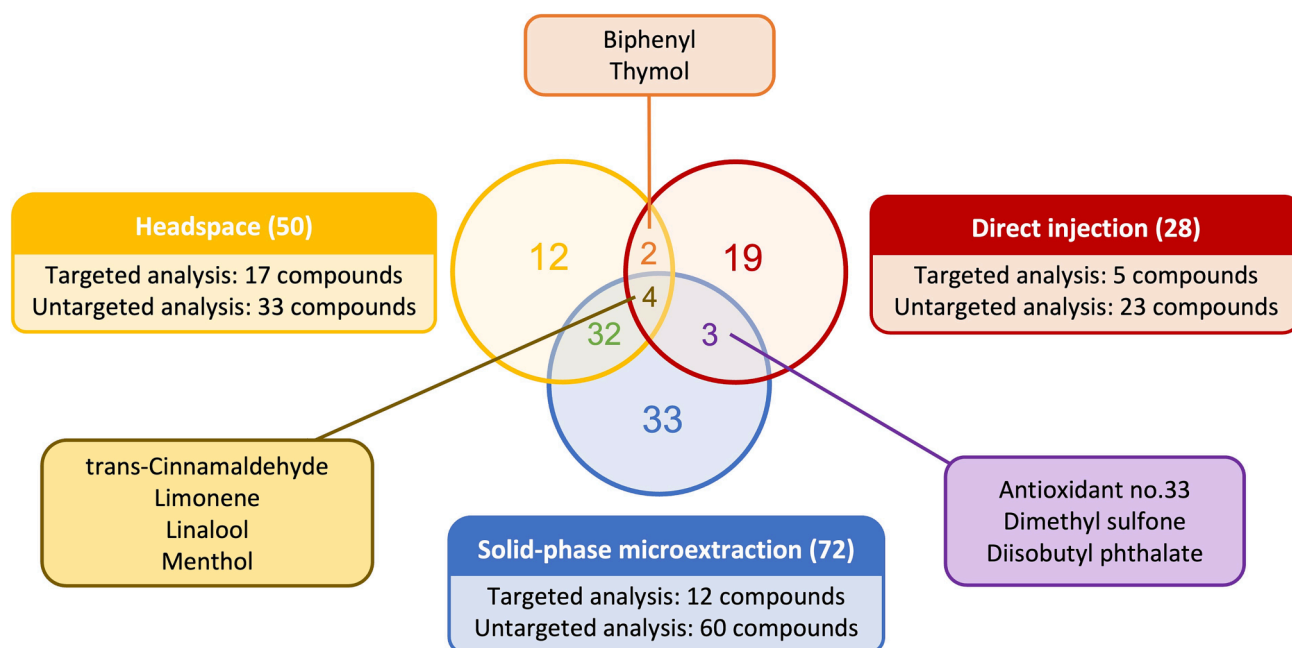 Biphenyl
Thymol
Headspace (50)
Targeted analysis: 17 compounds
Untargeted analysis: 33 compounds
12
2
19
4
32
3
33
Direct injection (28)
Targeted analysis: 5 compounds
Untargeted analysis: 23 compounds
trans-Cinnamaldehyde
Limonene
Linalool
Menthol
Solid-phase microextraction (72)
Targeted analysis: 12 compounds
Untargeted analysis: 60 compounds
Antioxidant no.33
Dimethyl sulfone
Diisobutyl phthalate